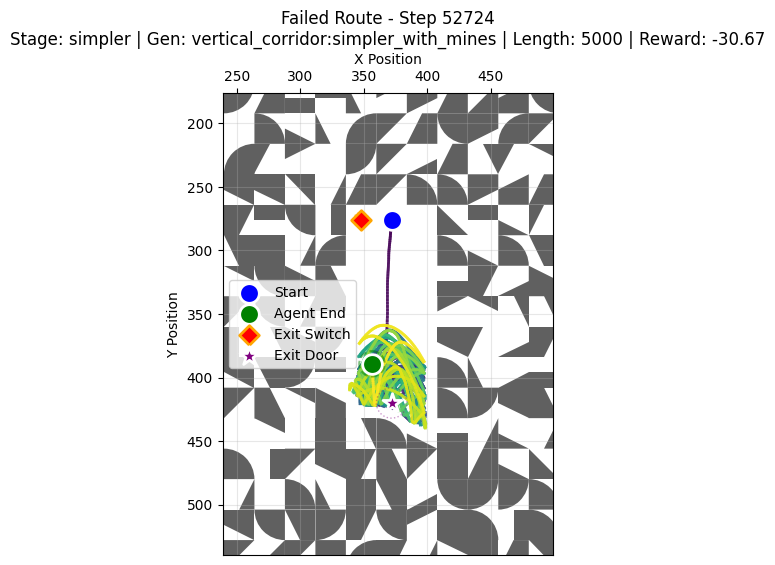 Failed Route - Step 52724
Stage: simpler | Gen: vertical_corridor:simpler_with_mines | Length: 5000 | Reward: -30.67
X Position
250 300 350 400 450
200
250
300
350
400
450
500
Y Position
Start
Agent End
Exit Switch
Exit Door